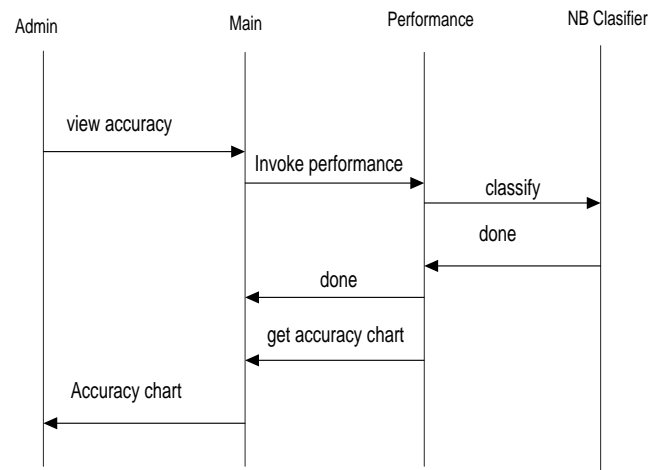 Admin
Main
Performance
NB Clasifier
view accuracy
Invoke performance
classify
done
done
get accuracy chart
Accuracy chart